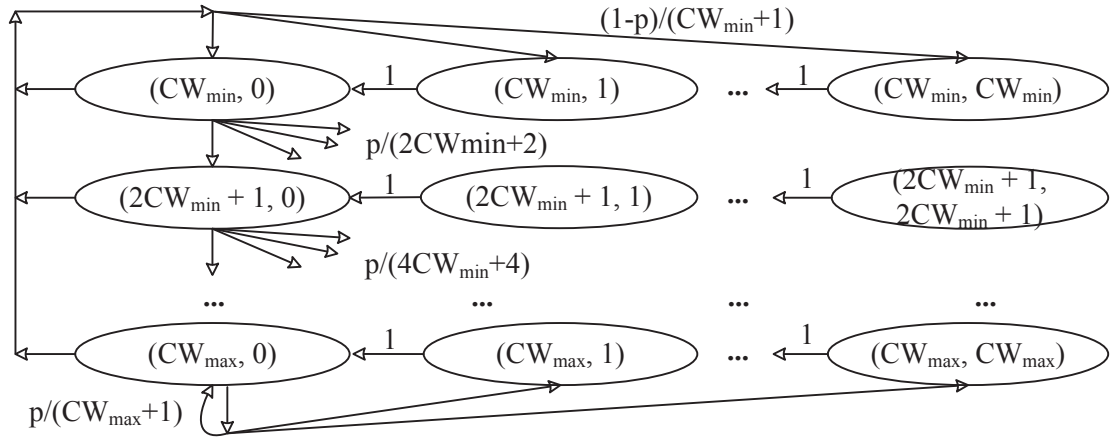 (1-p)/(CWmin+1)
(CWmin, 0) 1 (CWmin, 1) ... 1 (CWmin, CWmin)
p/(2CWmin+2)
(2CWmin + 1, 0) 1 (2CWmin + 1, 1) ... 1 (2CWmin + 1,
2CWmin + 1)
p/(4CWmin+4)
... ... ... ...
(CWmax, 0) 1 (CWmax, 1) ... 1 (CWmax, CWmax)
p/(CWmax+1)